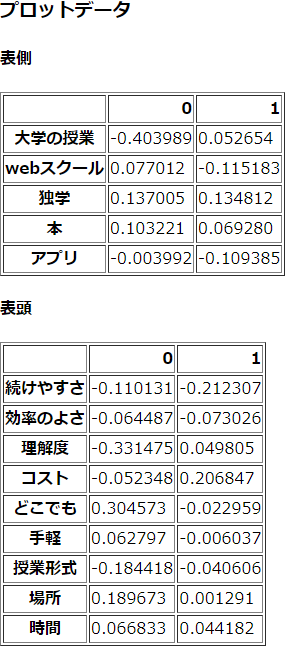 プロットデータ
表側
0 1
大学の授業 -0.403989 0.052654
webスクール 0.077012 -0.115183
独学 0.137005 0.134812
本 0.103221 0.069280
アプリ -0.003992 -0.109385
表頭
0 1
続けやすさ -0.110131 -0.212307
効率のよさ -0.064487 -0.073026
理解度 -0.331475 0.049805
コスト -0.052348 0.206847
どこでも 0.304573 -0.022959
手軽 0.062797 -0.006037
授業形式 -0.184418 -0.040606
場所 0.189673 0.001291
時間 0.066833 0.044182